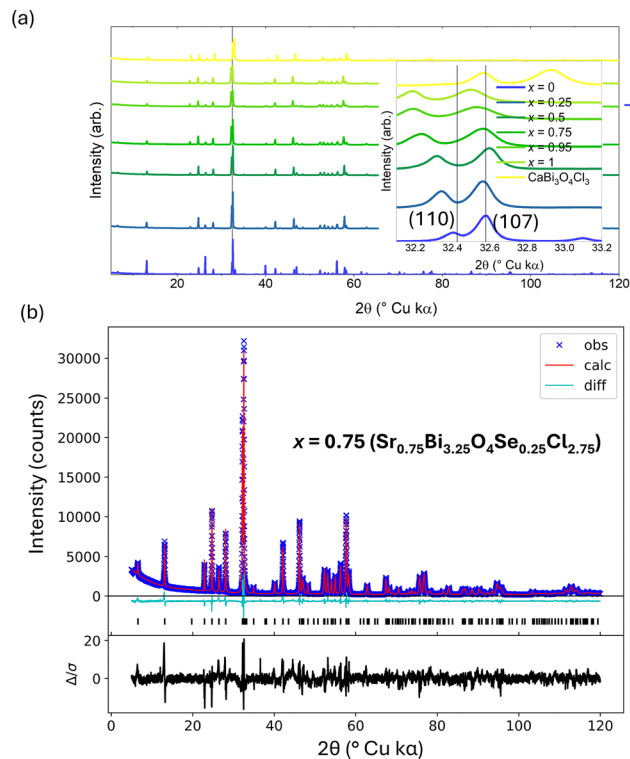 (a)
Intensity (arb.)
Intensity (arb.)
x = 0
x = 0.25
x = 0.5
x = 0.75
x = 0.95
x = 1
CaBi₃O₄Cl₃
(110)
(107)
32.2 32.4 32.6 32.8 33.0 33.2
2θ (° Cu kα)
20 40 60 80 100 120
2θ (° Cu kα)
(b)
obs
calc
diff
x = 0.75 (Sr₀.₇₅Bi₃.₂₅O₄Se₀.₂₅Cl₂.₇₅)
Intensity (counts)
30000
25000
20000
15000
10000
5000
0
Δ/σ
20
0
0 20 40 60 80 100 120
2θ (° Cu kα)